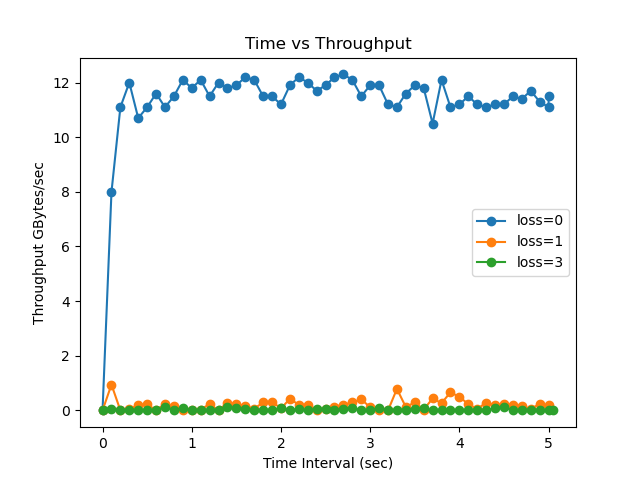 Time vs Throughput
Throughput GBytes/sec
12
10
8
6
4
2
0
loss=0
loss=1
loss=3
0 1 2 3 4 5
Time Interval (sec)